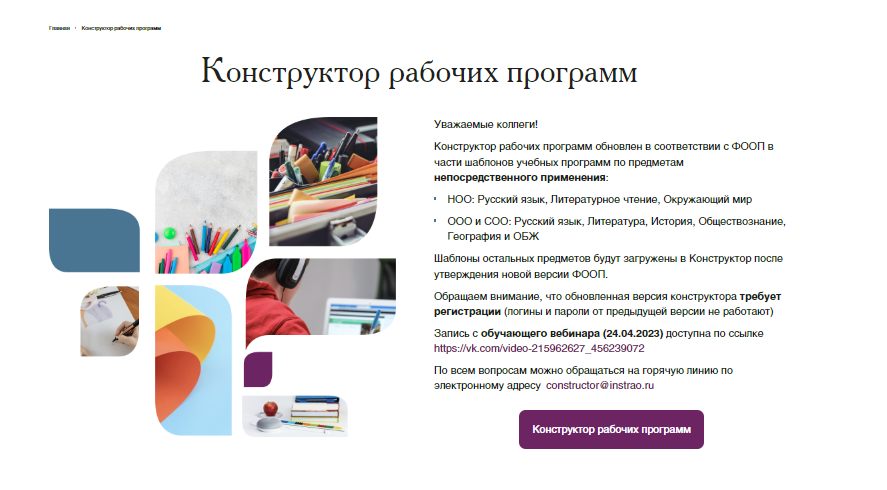 Главная • Конструктор рабочих программ
Конструктор рабочих программ
Уважаемые коллеги!
Конструктор рабочих программ обновлен в соответствии с ФООП в
части шаблонов учебных программ по предметам
непосредственного применения:
НОО: Русский язык, Литературное чтение, Окружающий мир
ООО и СОО: Русский язык, Литература, История, Обществознание,
География и ОБЖ
Шаблоны остальных предметов будут загружены в Конструктор после
утверждения новой версии ФООП.
Обращаем внимание, что обновленная версия конструктора требует
регистрации (логины и пароли от предыдущей версии не работают)
Запись с обучающего вебинара (24.04.2023) доступна по ссылке
https://vk.com/video-215962627_456239072
По всем вопросам можно обращаться на горячую линию по
электронному адресу constructor@instrao.ru
Конструктор рабочих программ